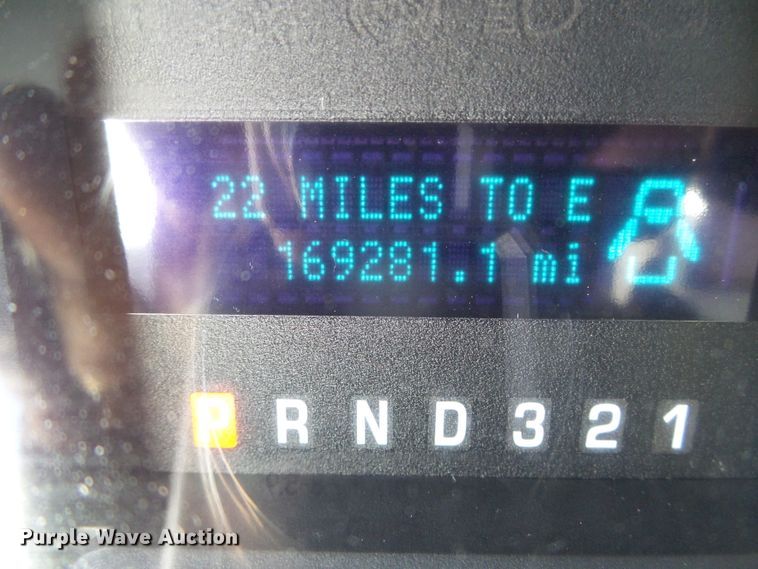 22 MILES TO E
169281.1 mi
P R N D 3 2 1
Purple Wave Auction